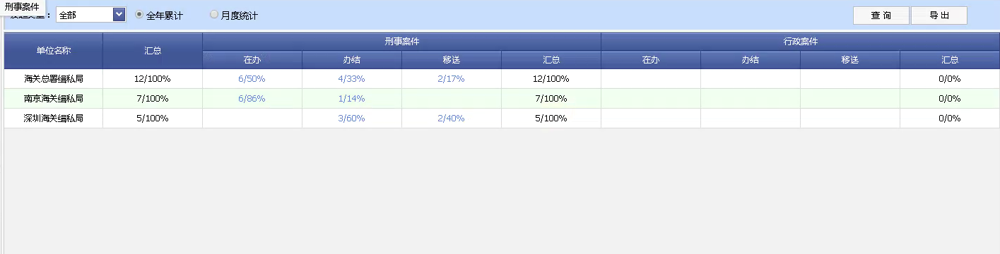 刑事案件
全部 全年累计 月度统计 查 询 导 出
单位名称 汇总 刑事案件 行政案件
在办 办结 移送 汇总 在办 办结 移送 汇总
海关总署缉私局 12/100% 6/50% 4/33% 2/17% 12/100% 0/0%
南京海关缉私局 7/100% 6/86% 1/14% 7/100% 0/0%
深圳海关缉私局 5/100% 3/60% 2/40% 5/100% 0/0%